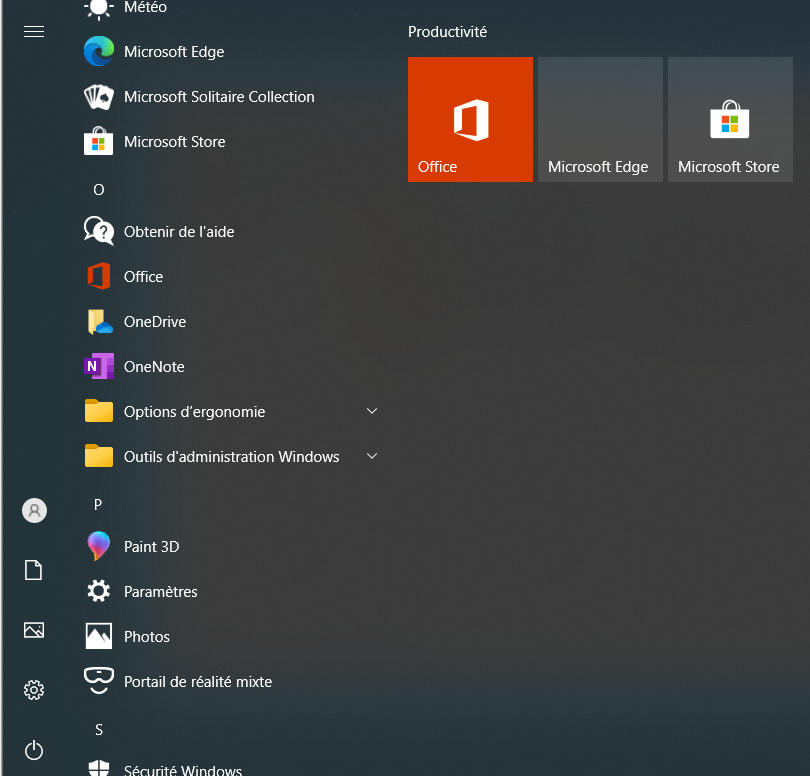 Météo
Microsoft Edge
Microsoft Solitaire Collection
Microsoft Store
O
Obtenir de l'aide
Office
OneDrive
N
OneNote
Options d’ergonomie
Outils d'administration Windows
P
Paint 3D
Paramètres
Photos
Portail de réalité mixte
S
Sécurité Windows
Productivité
Office
Microsoft Edge
Microsoft Store